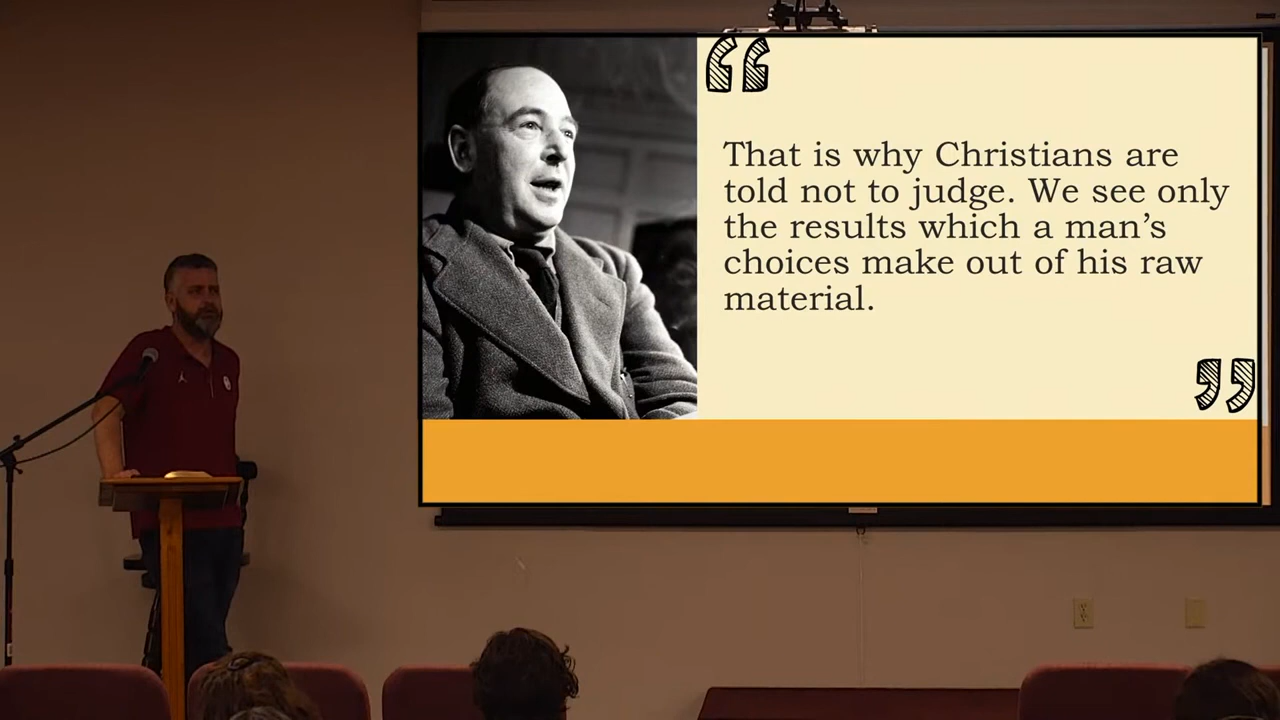 That is why Christians are
told not to judge. We see only
the results which a man's
choices make out of his raw
material.